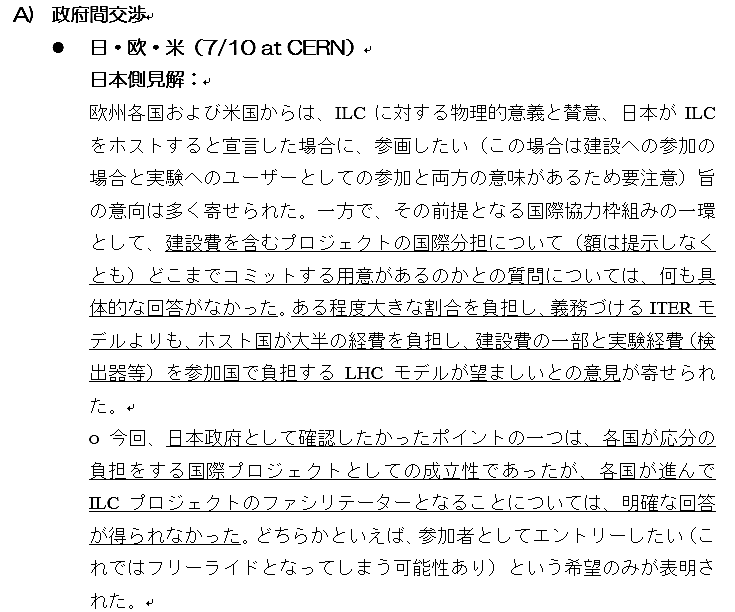 A) 政府間交渉
● 日・欧・米（7/10 at CERN）
日本側見解：
欧州各国および米国からは、ILC に対する物理的意義と賛意、日本が ILC
をホストすると宣言した場合に、参画したい（この場合は建設への参加の
場合と実験へのユーザーとしての参加と両方の意味があるため要注意）旨
の意向は多く寄せられた。一方で、その前提となる国際協力枠組みの一環
として、建設費を含むプロジェクトの国際分担について（額は提示しなく
とも）どこまでコミットする用意があるのかとの質問については、何も具
体的な回答がなかった。ある程度大きな割合を負担し、義務づける ITER モ
デルよりも、ホスト国が大半の経費を負担し、建設費の一部と実験経費（検
出器等）を参加国で負担する LHC モデルが望ましいとの意見が寄せられ
た。
o 今回、日本政府として確認したかったポイントの一つは、各国が応分の
負担をする国際プロジェクトとしての成立性であったが、各国が進んで
ILC プロジェクトのファシリテーターとなることについては、明確な回答
が得られなかった。どちらかといえば、参加者としてエントリーしたい（こ
れではフリーライドとなってしまう可能性あり）という希望のみが表明さ
れた。